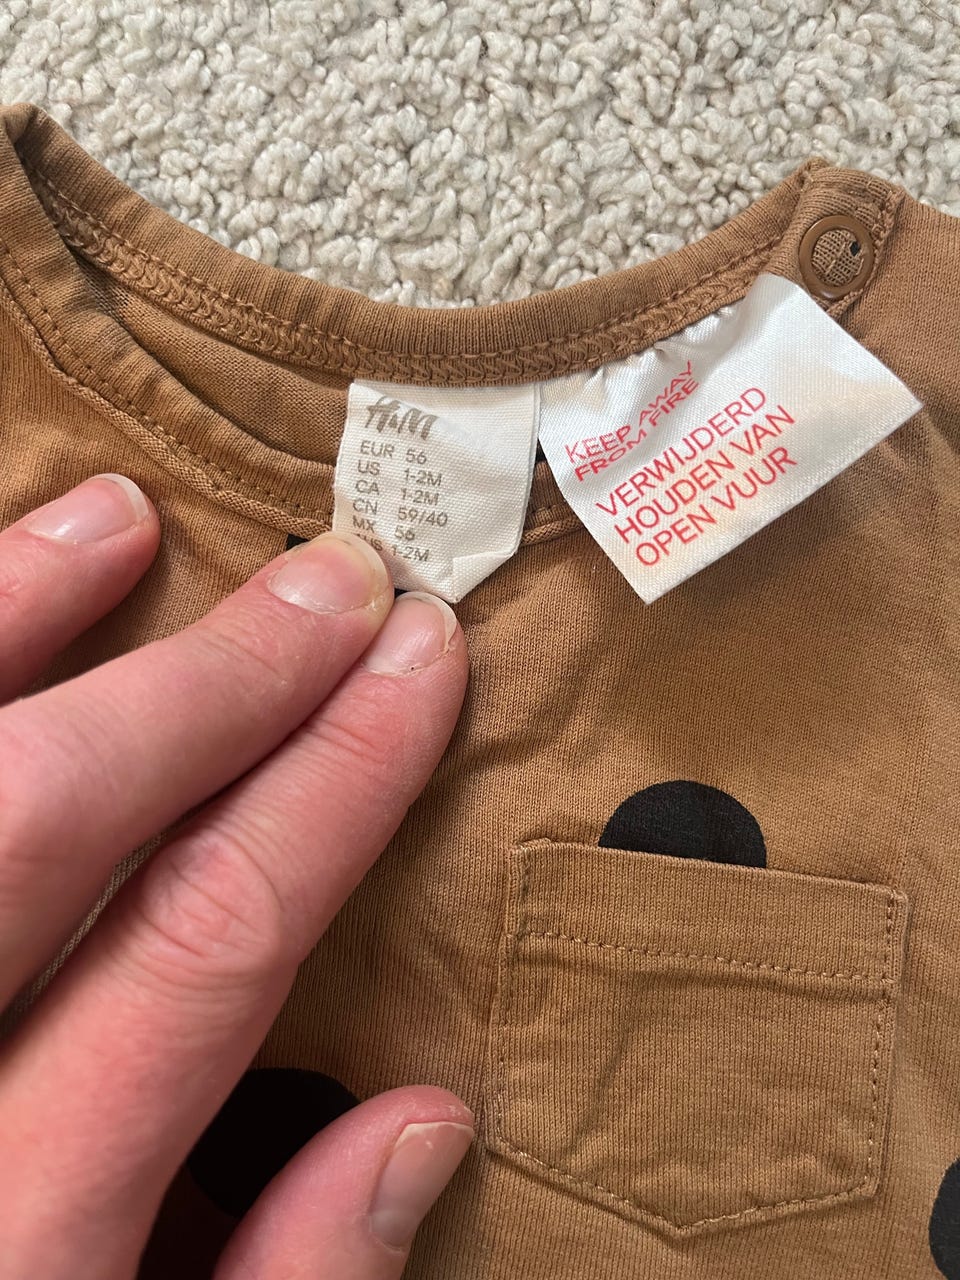 H&M
EUR 56
US 1-2M
CA 1-2M
CN 59/40
MX 56
1-2M
KEEP AWAY
FROM FIRE
VERWIJDERD
HOUDEN VAN
OPEN VUUR